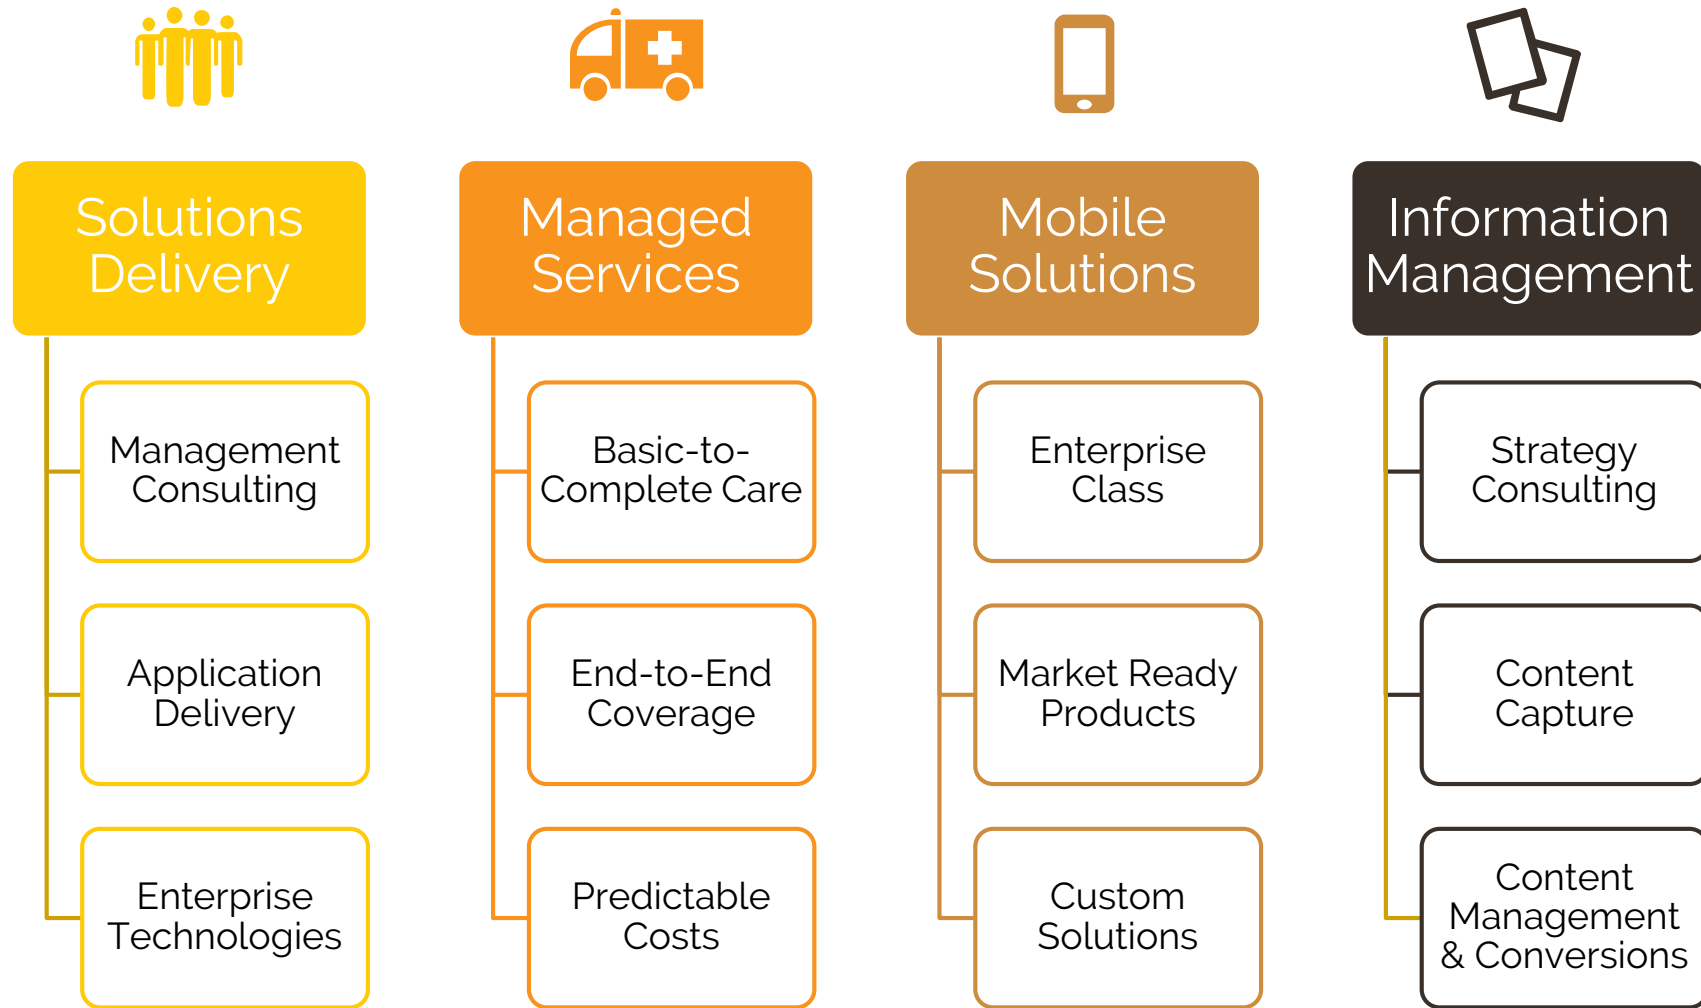 Solutions
Delivery
Management
Consulting
Application
Delivery
Enterprise
Technologies
Managed
Services
Basic-to-
Complete Care
End-to-End
Coverage
Predictable
Costs
Mobile
Solutions
Enterprise
Class
Market Ready
Products
Custom
Solutions
Information
Management
Strategy
Consulting
Content
Capture
Content
Management
& Conversions